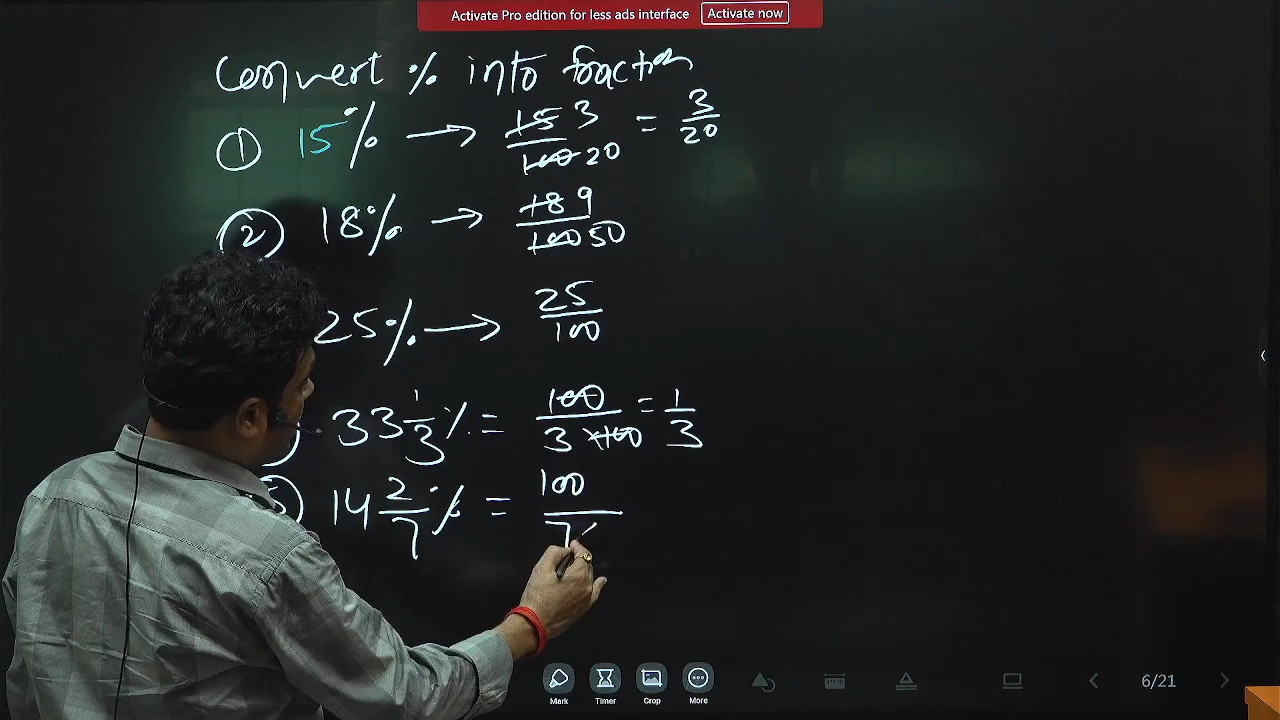 Activate Pro edition for less ads interface Activate now
Convert % into fraction
① 15% → 15 3 / 100 20 = 3/20
② 18% → 18 9 / 100 50
25% → 25/100
33 1/3 % = 100 / 3 × 100 = 1/3
14 2/7 % = 100 / 7
Mark Timer Crop More
6/21